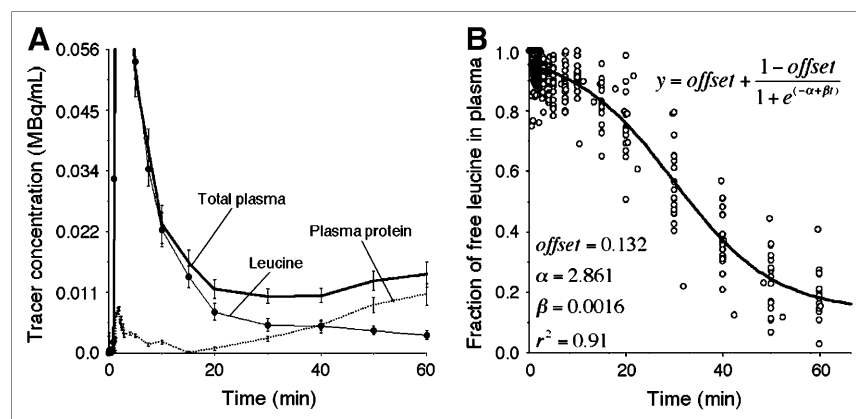 A
Tracer concentration (MBq/mL)
0.056
0.045
0.034
0.022
0.011
0.0
0
20
40
60
Time (min)
Total plasma
Plasma protein
Leucine
B
Fraction of free leucine in plasma
1.0
0.8
0.6
0.4
0.2
0.0
0
20
40
60
Time (min)
y = offset + (1 − offset) / (1 + e^(−α+βt))
offset = 0.132
α = 2.861
β = 0.0016
r² = 0.91